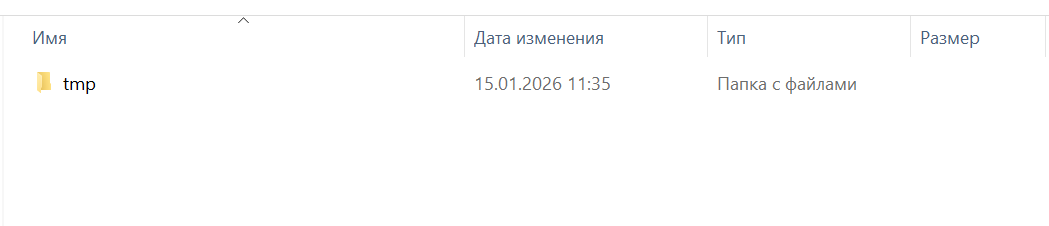 Имя Дата изменения Тип Размер
tmp 15.01.2026 11:35 Папка с файлами